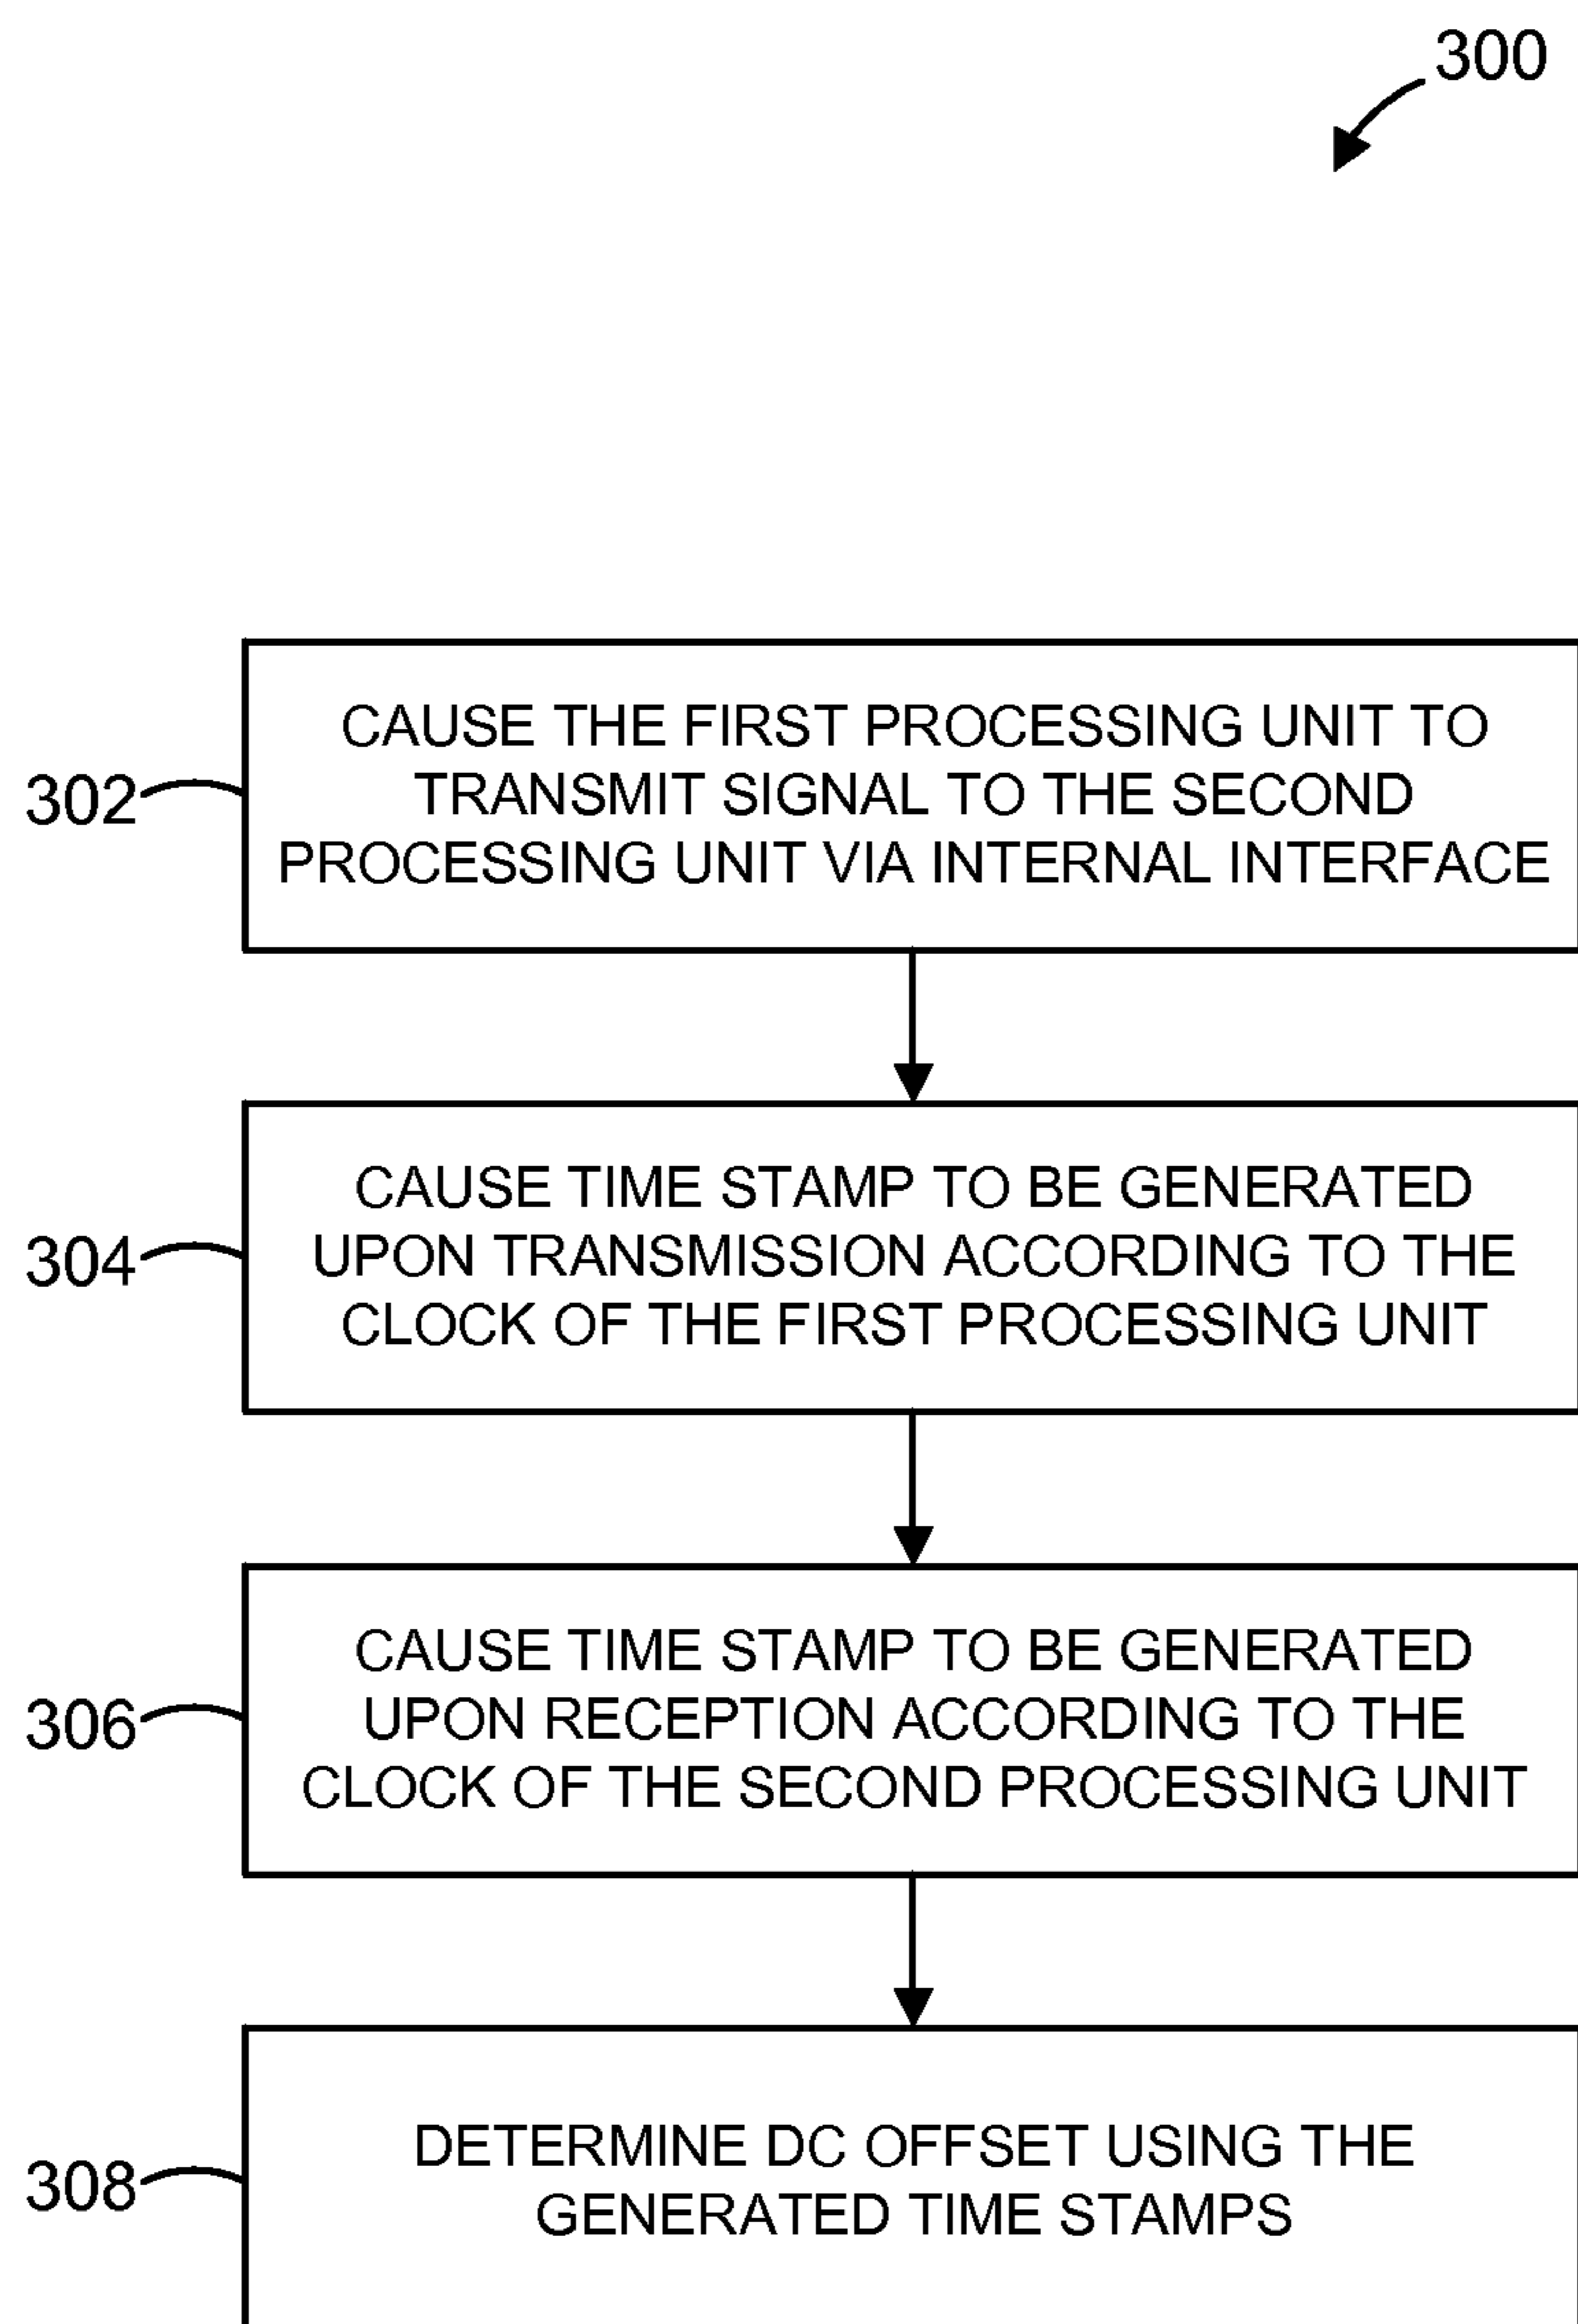 300
CAUSE THE FIRST PROCESSING UNIT TO
TRANSMIT SIGNAL TO THE SECOND
PROCESSING UNIT VIA INTERNAL INTERFACE
302
CAUSE TIME STAMP TO BE GENERATED
UPON TRANSMISSION ACCORDING TO THE
CLOCK OF THE FIRST PROCESSING UNIT
304
CAUSE TIME STAMP TO BE GENERATED
UPON RECEPTION ACCORDING TO THE
CLOCK OF THE SECOND PROCESSING UNIT
306
DETERMINE DC OFFSET USING THE
GENERATED TIME STAMPS
308